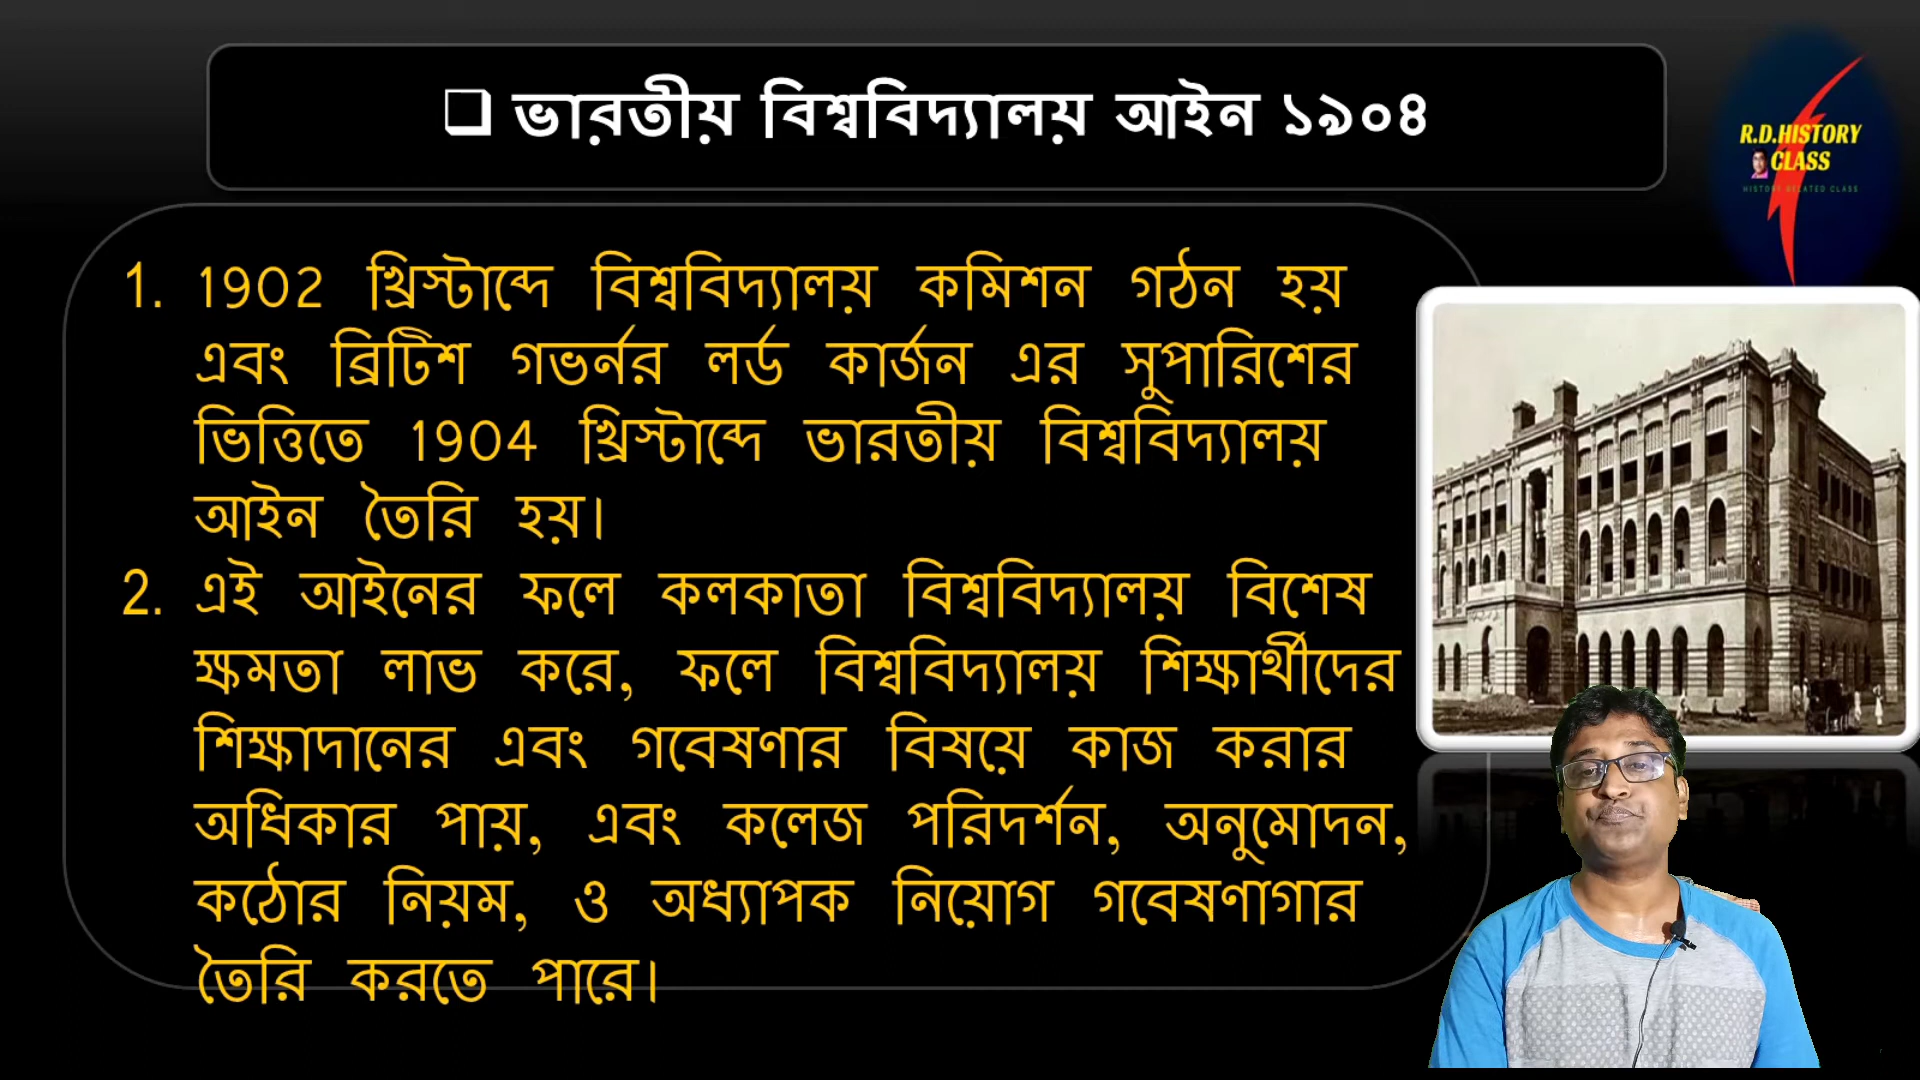 ❑ ভারতীয় বিশ্ববিদ্যালয় আইন ১৯০৪
R.D.HISTORY
CLASS
HISTORY RELATED CLASS
1. 1902 খ্রিস্টাব্দে বিশ্ববিদ্যালয় কমিশন গঠন হয়
এবং ব্রিটিশ গভর্নর লর্ড কার্জন এর সুপারিশের
ভিত্তিতে 1904 খ্রিস্টাব্দে ভারতীয় বিশ্ববিদ্যালয়
আইন তৈরি হয়।
2. এই আইনের ফলে কলকাতা বিশ্ববিদ্যালয় বিশেষ
ক্ষমতা লাভ করে, ফলে বিশ্ববিদ্যালয় শিক্ষার্থীদের
শিক্ষাদানের এবং গবেষণার বিষয়ে কাজ করার
অধিকার পায়, এবং কলেজ পরিদর্শন, অনুমোদন,
কঠোর নিয়ম, ও অধ্যাপক নিয়োগ গবেষণাগার
তৈরি করতে পারে।